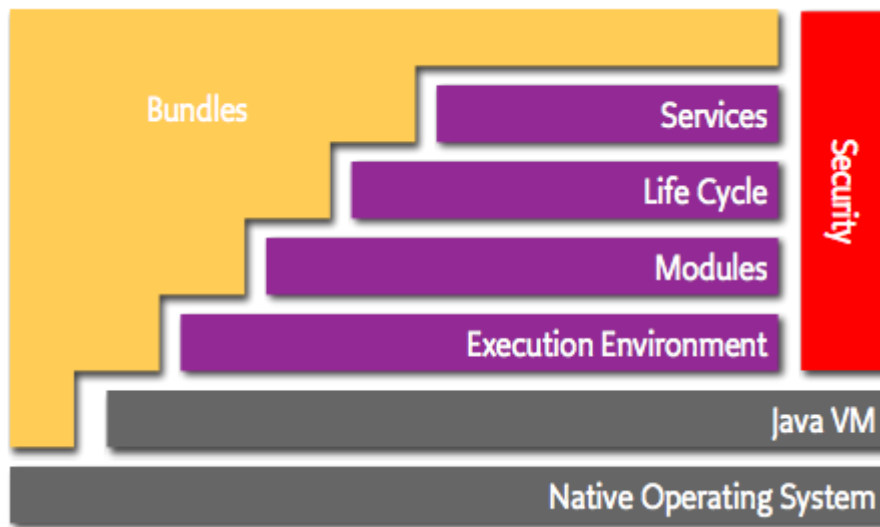 Bundles
Services
Life Cycle
Modules
Execution Environment
Java VM
Native Operating System
Security